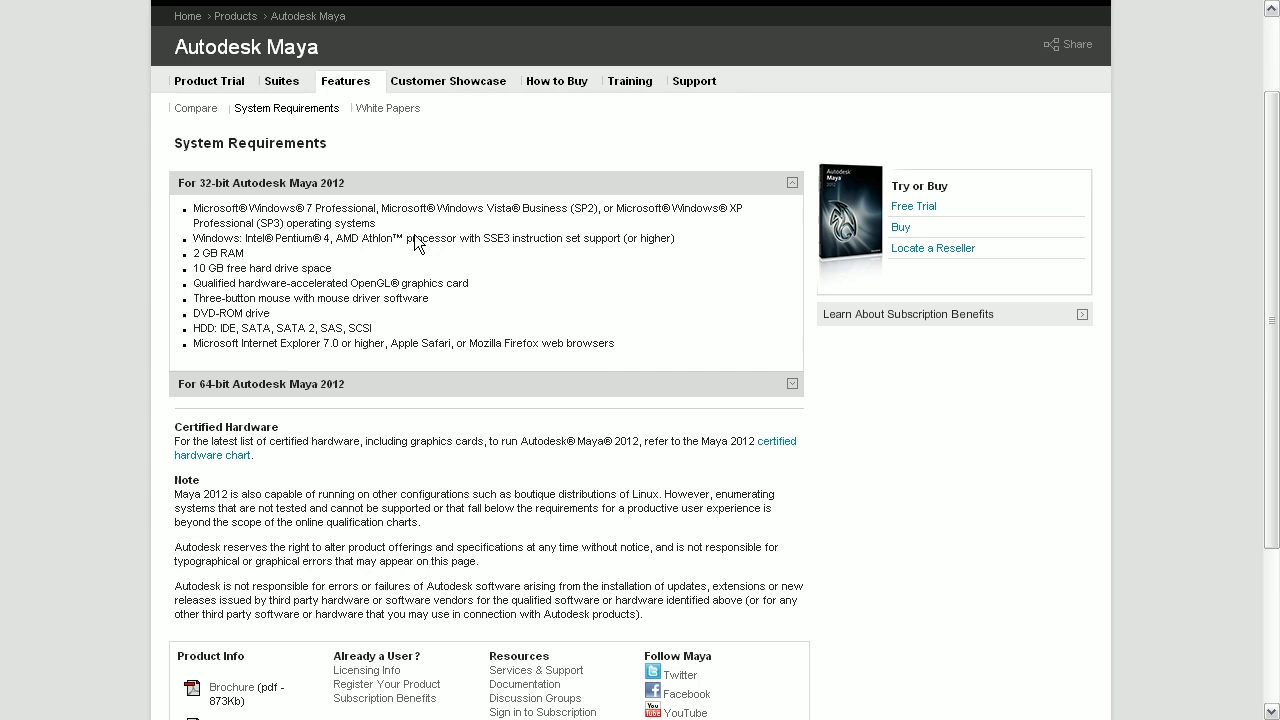 Home > Products > Autodesk Maya
Autodesk Maya
Share
Product Trial
Suites
Features
Customer Showcase
How to Buy
Training
Support
Compare
System Requirements
White Papers
System Requirements
For 32-bit Autodesk Maya 2012
Microsoft® Windows® 7 Professional, Microsoft® Windows Vista® Business (SP2), or Microsoft® Windows® XP
Professional (SP3) operating systems
Windows: Intel® Pentium® 4, AMD Athlon™ processor with SSE3 instruction set support (or higher)
2 GB RAM
10 GB free hard drive space
Qualified hardware-accelerated OpenGL® graphics card
Three-button mouse with mouse driver software
DVD-ROM drive
HDD: IDE, SATA, SATA 2, SAS, SCSI
Microsoft Internet Explorer 7.0 or higher, Apple Safari, or Mozilla Firefox web browsers
For 64-bit Autodesk Maya 2012
Autodesk
Maya
2012
Try or Buy
Free Trial
Buy
Locate a Reseller
Learn About Subscription Benefits
Certified Hardware
For the latest list of certified hardware, including graphics cards, to run Autodesk® Maya® 2012, refer to the Maya 2012 certified
hardware chart.
Note
Maya 2012 is also capable of running on other configurations such as boutique distributions of Linux. However, enumerating
systems that are not tested and cannot be supported or that fall below the requirements for a productive user experience is
beyond the scope of the online qualification charts.
Autodesk reserves the right to alter product offerings and specifications at any time without notice, and is not responsible for
typographical or graphical errors that may appear on this page.
Autodesk is not responsible for errors or failures of Autodesk software arising from the installation of updates, extensions or new
releases issued by third party hardware or software vendors for the qualified software or hardware identified above (or for any
other third party software or hardware that you may use in connection with Autodesk products).
Product Info
Brochure (pdf -
873Kb)
Already a User?
Licensing Info
Register Your Product
Subscription Benefits
Resources
Services & Support
Documentation
Discussion Groups
Sign in to Subscription
Follow Maya
Twitter
Facebook
You
Tube
YouTube